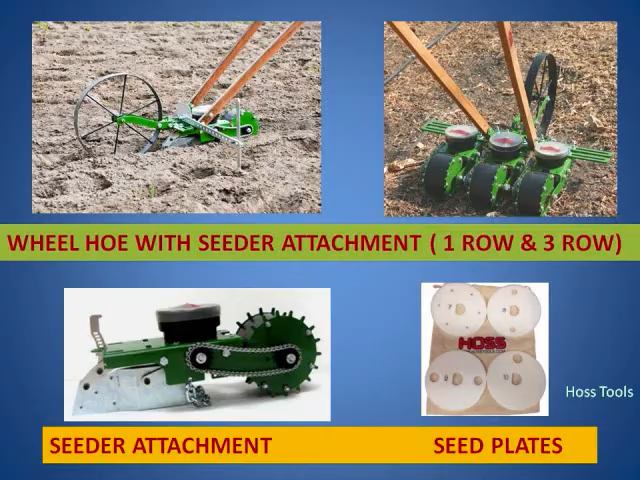 WHEEL HOE WITH SEEDER ATTACHMENT ( 1 ROW & 3 ROW)
HOSS
Hoss Tools
SEEDER ATTACHMENT
SEED PLATES